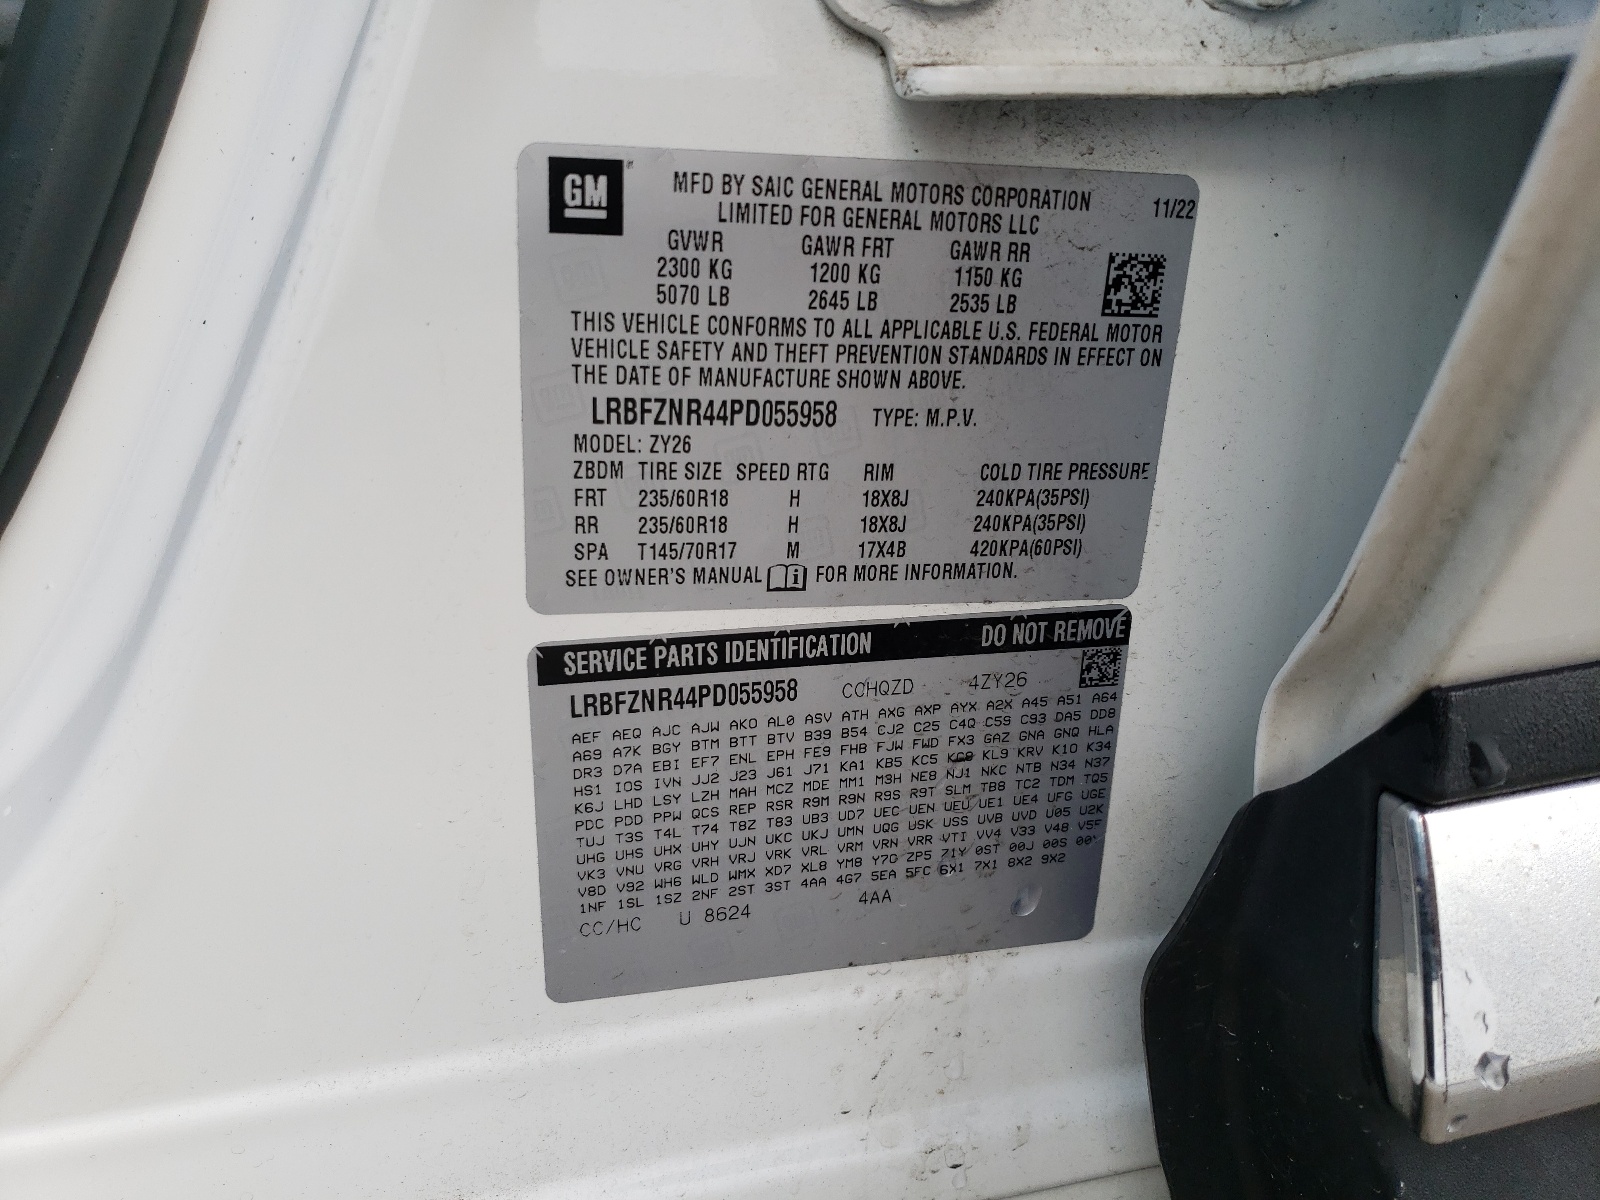 GM
MFD BY SAIC GENERAL MOTORS CORPORATION
LIMITED FOR GENERAL MOTORS LLC
11/22
GVWR GAWR FRT GAWR RR
2300 KG 1200 KG 1150 KG
5070 LB 2645 LB 2535 LB
THIS VEHICLE CONFORMS TO ALL APPLICABLE U.S. FEDERAL MOTOR
VEHICLE SAFETY AND THEFT PREVENTION STANDARDS IN EFFECT ON
THE DATE OF MANUFACTURE SHOWN ABOVE.
LRBFZNR44PD055958 TYPE: M.P.V.
MODEL: ZY26
ZBDM TIRE SIZE SPEED RTG RIM COLD TIRE PRESSURE
FRT 235/60R18 H 18X8J 240KPA(35PSI)
RR 235/60R18 H 18X8J 240KPA(35PSI)
SPA T145/70R17 M 17X4B 420KPA(60PSI)
SEE OWNER'S MANUAL FOR MORE INFORMATION.
SERVICE PARTS IDENTIFICATION DO NOT REMOVE
LRBFZNR44PD055958 CCHQZD 4ZY26
AEF AEQ AJC AJW AKO AL0 ASV ATH AXG AXP AYX A2X A45 A51 A64
A69 A7K BGY BTM BTT BTV B39 B54 CJ2 C25 C4Q C59 C93 DA5 DD8
DR3 D7A EBI EF7 ENL EPH FE9 FHB FJW FWD FX3 GAZ GNA GNQ HLA
HS1 IOS IVN JJ2 J23 J61 J71 KA1 KB5 KC5 KL9 KRV K10 K34
K6J LHD LSY LZH MAH MCZ MDE MM1 M3H NE8 NJ1 NKC NTB N34 N37
PDC PDD PPW QCS REP RSR R9M R9N R9S R9T SLM TB8 TC2 TDM TQ5
TUJ T3S T4L T74 T8Z T83 UB3 UD7 UEC UEN UEU UE1 UE4 UFG UGE
UHG UHS UHX UHY UJN UKC UKJ UMN UQG USK USS UVB UVD U05 U2K
VK3 VNU VRG VRH VRJ VRK VRL VRM VRN VRR VTI VV4 V33 V48
V8D V92 WH6 WLD WMX XD7 XL8 YM8 Y7G ZP5 Z1Y 0ST 00J 00S
1NF 1SL 1SZ 2NF 2ST 3ST 4AA 4G7 5EA 5FC 6X1 7X1 8X2 9X2
CC/HC U 8624 4AA